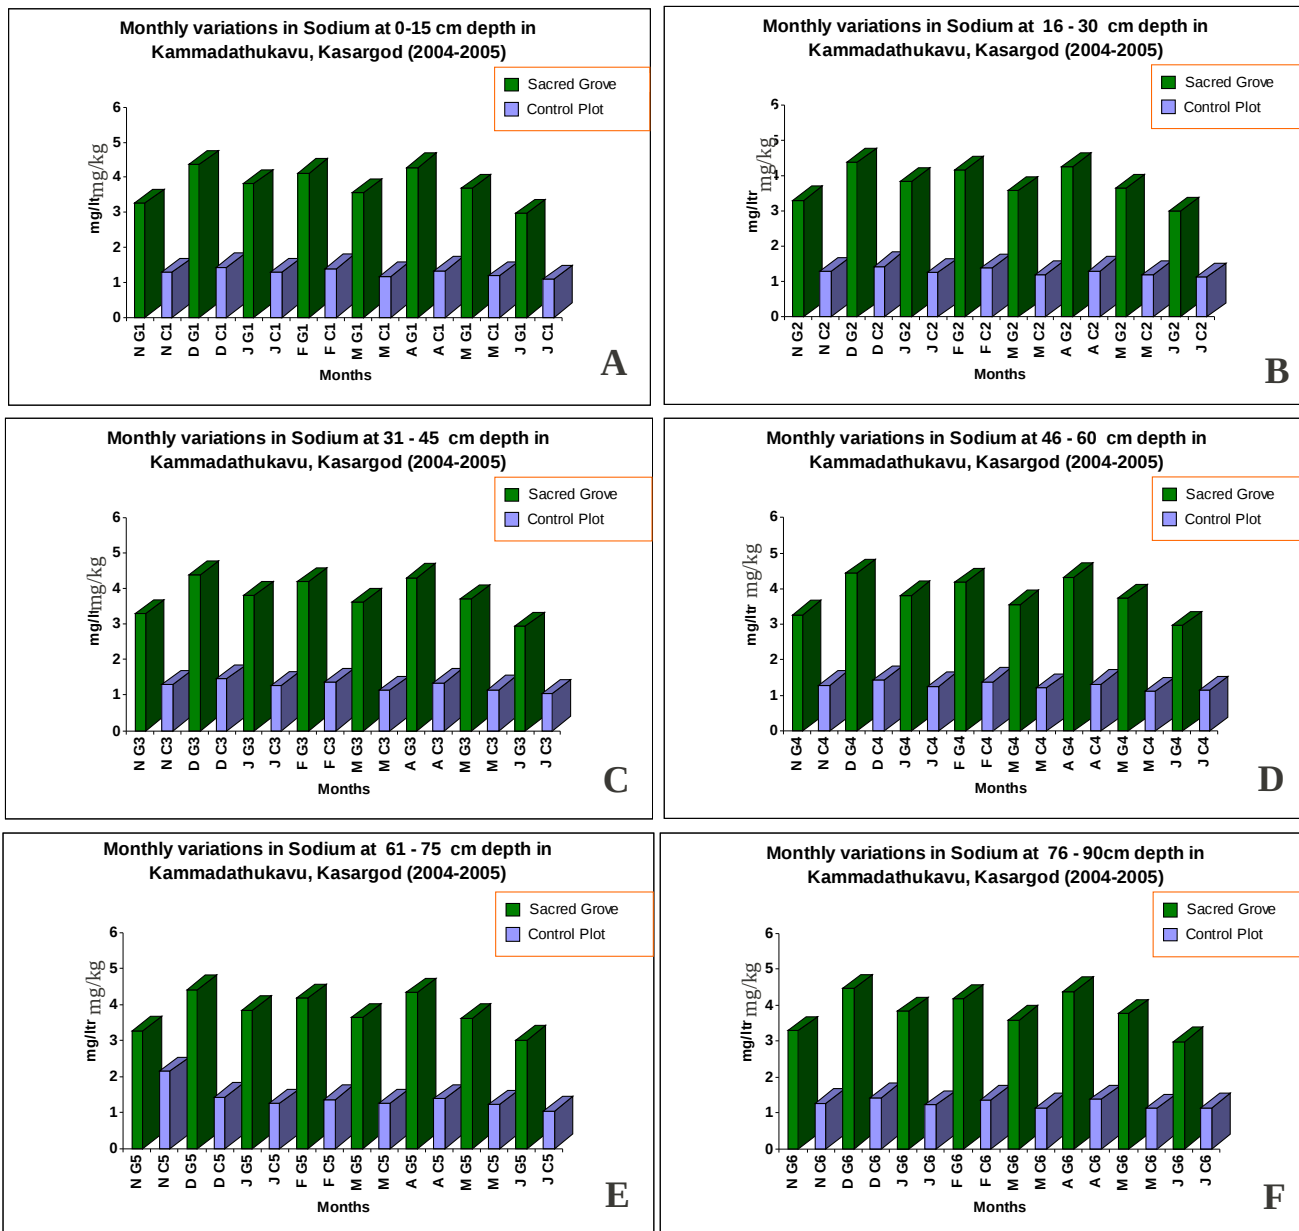 Monthly variations in Sodium at 0-15 cm depth in
Kammadathukavu, Kasargod (2004-2005)
Sacred Grove
Control Plot
6
5
4
3
2
1
0
mg/kg
N G1
N C1
D G1
D C1
J G1
J C1
F G1
F C1
M G1
M C1
A G1
A C1
M G1
M C1
J G1
J C1
Months
A
Monthly variations in Sodium at 16 - 30 cm depth in
Kammadathukavu, Kasargod (2004-2005)
Sacred Grove
Control Plot
6
5
4
3
2
1
0
mg/ltr mg/kg
N G2
N C2
D G2
D C2
J G2
J C2
F G2
F C2
M G2
M C2
A G2
A C2
M G2
M C2
J G2
J C2
Months
B
Monthly variations in Sodium at 31 - 45 cm depth in
Kammadathukavu, Kasargod (2004-2005)
Sacred Grove
Control Plot
6
5
4
3
2
1
0
mg/kg
N G3
N C3
D G3
D C3
J G3
J C3
F G3
F C3
M G3
M C3
A G3
A C3
M G3
M C3
J G3
J C3
Months
C
Monthly variations in Sodium at 46 - 60 cm depth in
Kammadathukavu, Kasargod (2004-2005)
Sacred Grove
Control Plot
6
5
4
3
2
1
0
mg/ltr mg/kg
N G4
N C4
D G4
D C4
J G4
J C4
F G4
F C4
M G4
M C4
A G4
A C4
M G4
M C4
J G4
J C4
Months
D
Monthly variations in Sodium at 61 - 75 cm depth in
Kammadathukavu, Kasargod (2004-2005)
Sacred Grove
Control Plot
6
5
4
3
2
1
0
mg/ltr mg/kg
N G5
N C5
D G5
D C5
J G5
J C5
F G5
F C5
M G5
M C5
A G5
A C5
M G5
M C5
J G5
J C5
Months
E
Monthly variations in Sodium at 76 - 90cm depth in
Kammadathukavu, Kasargod (2004-2005)
Sacred Grove
Control Plot
6
5
4
3
2
1
0
mg/ltr mg/kg
N G6
N C6
D G6
D C6
J G6
J C6
F G6
F C6
M G6
M C6
A G6
A C6
M G6
M C6
J G6
J C6
Months
F